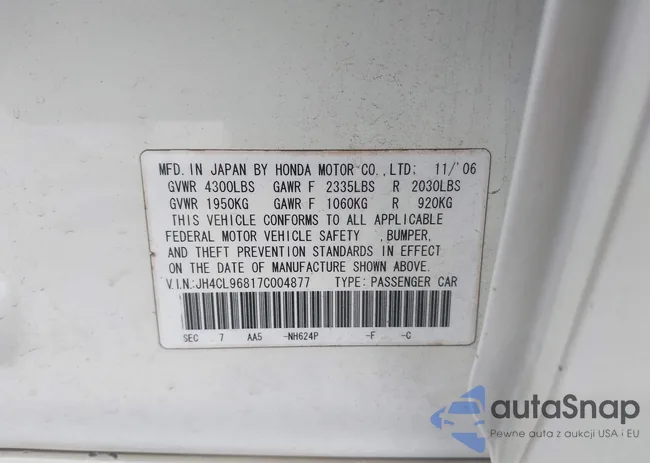 MFD. IN JAPAN BY HONDA MOTOR CO.,LTD: 11/'06
GVWR 4300LBS GAWR F 2335LBS R 2030LBS
GVWR 1950KG GAWR F 1060KG R 920KG
THIS VEHICLE CONFORMS TO ALL APPLICABLE
FEDERAL MOTOR VEHICLE SAFETY ,BUMPER,
AND THEFT PREVENTION STANDARDS IN EFFECT
ON THE DATE OF MANUFACTURE SHOWN ABOVE.
V.I.N.:JH4CL96817C004877 TYPE: PASSENGER CAR
SEC 7 AA5 -NH624P -F -C
autaSnap
Pewne auta z aukcji USA i EU